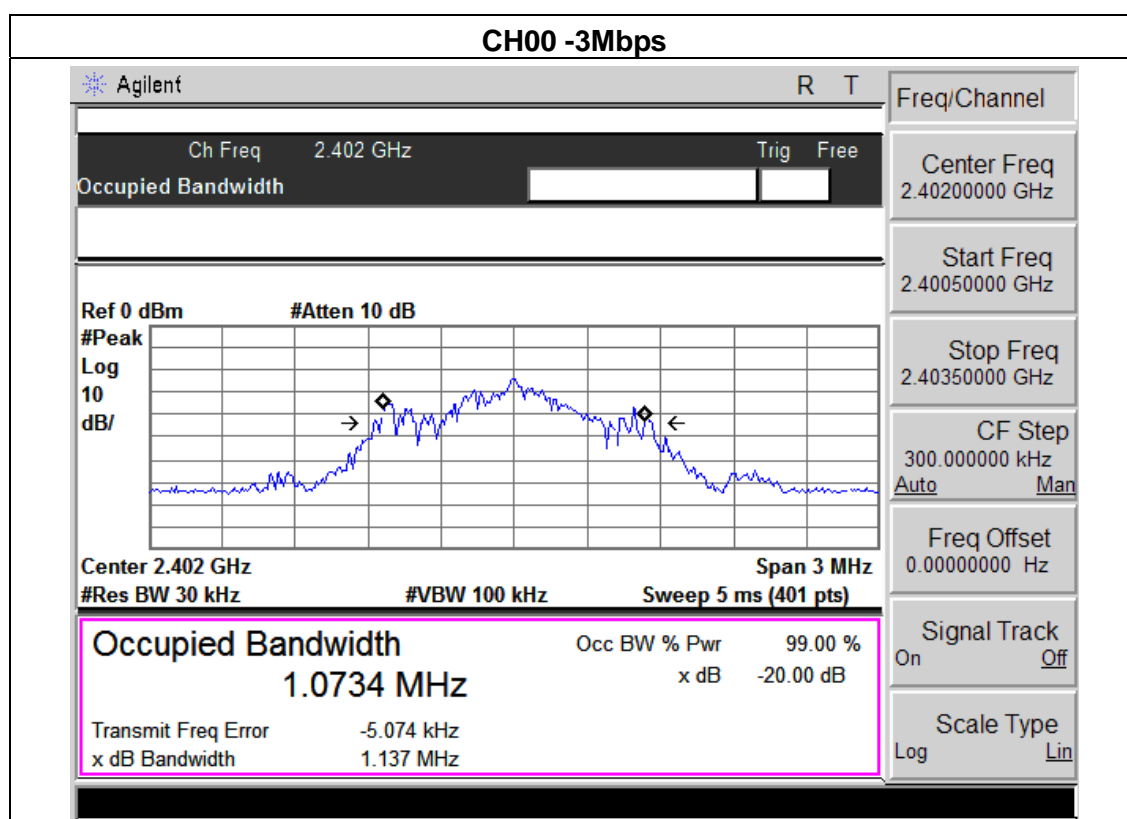 CH00 -3Mbps
Agilent R T
Ch Freq 2.402 GHz Trig Free
Occupied Bandwidth
Ref 0 dBm #Atten 10 dB
#Peak
Log
10
dB/
Center 2.402 GHz Span 3 MHz
#Res BW 30 kHz #VBW 100 kHz Sweep 5 ms (401 pts)
Occupied Bandwidth Occ BW % Pwr 99.00 %
1.0734 MHz x dB -20.00 dB
Transmit Freq Error -5.074 kHz
x dB Bandwidth 1.137 MHz
Freq/Channel
Center Freq
2.40200000 GHz
Start Freq
2.40050000 GHz
Stop Freq
2.40350000 GHz
CF Step
300.000000 kHz
Auto Man
Freq Offset
0.00000000 Hz
Signal Track
On Off
Scale Type
Log Lin